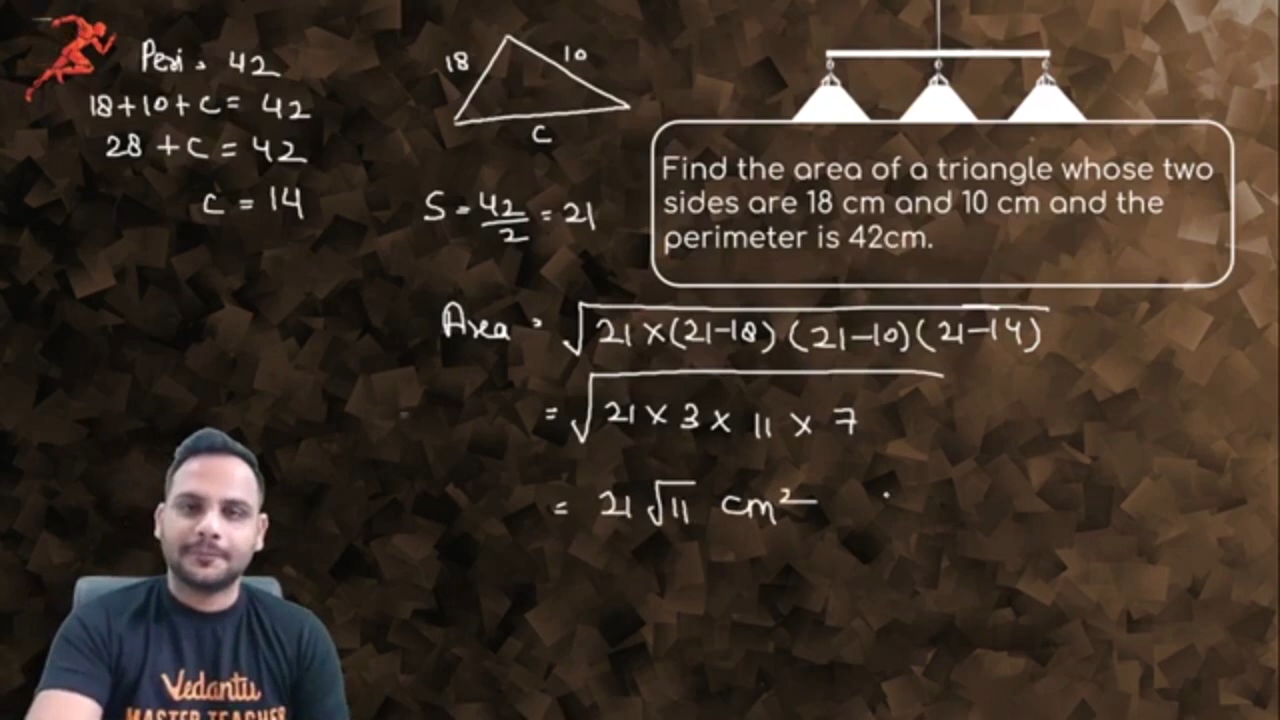 Peri = 42
18+10+C = 42
28 + C = 42
C = 14
18
10
C
S = 42/2 = 21
Find the area of a triangle whose two
sides are 18 cm and 10 cm and the
perimeter is 42cm.
Area = √21×(21-18) (21-10)(21-14)
= √21 × 3 × 11 × 7
= 21 √11 cm²
Vedantu
MASTER TEACHER